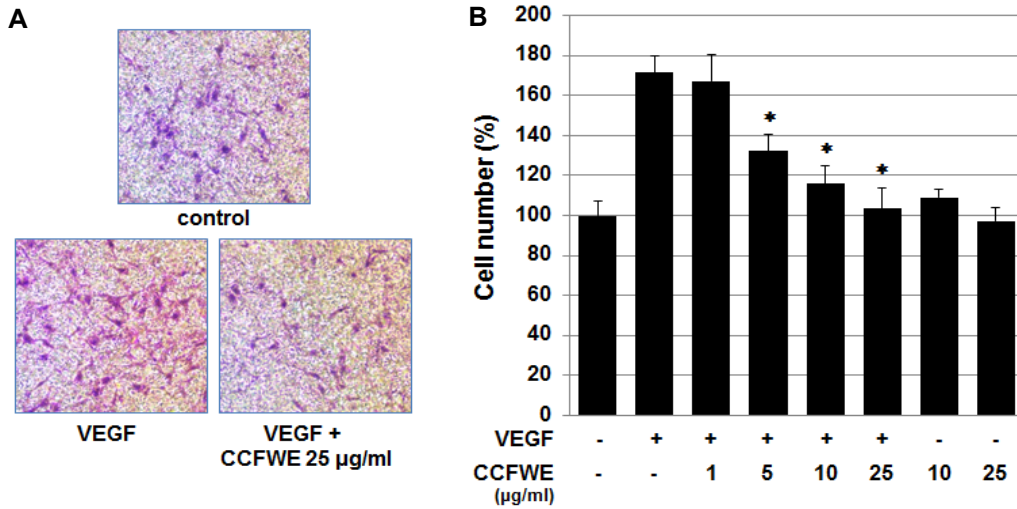 A
control
VEGF
VEGF +
CCFWE 25 µg/ml
B
Cell number (%)
200
180
160
140
120
100
80
60
40
20
0
* * *
VEGF - + + + + + - -
CCFWE - - 1 5 10 25 10 25
(µg/ml)